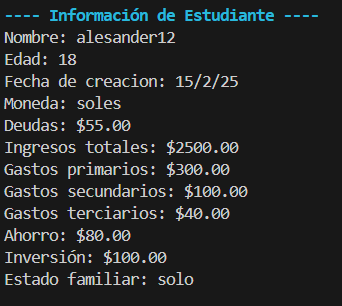 ---- Información de Estudiante ----
Nombre: alesander12
Edad: 18
Fecha de creacion: 15/2/25
Moneda: soles
Deudas: $55.00
Ingresos totales: $2500.00
Gastos primarios: $300.00
Gastos secundarios: $100.00
Gastos terciarios: $40.00
Ahorro: $80.00
Inversión: $100.00
Estado familiar: solo